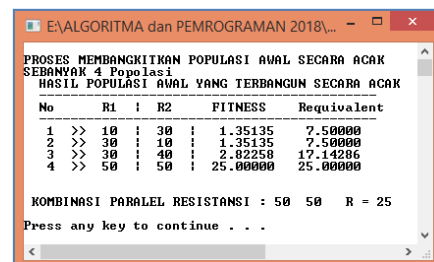 E:\ALGORITMA dan PEMROGRAMAN 2018\...
PROSES MEMBANGKITKAN POPULASI AWAL SECARA ACAK
SEBANYAK 4 Popolasi
HASIL POPULASI AWAL YANG TERBANGUN SECARA ACAK
--------------------------------------------------
No R1 ¦ R2 FITNESS Requivalent
--------------------------------------------------
1 >> 10 ¦ 30 ¦ 1.35135 7.50000
2 >> 30 ¦ 10 ¦ 1.35135 7.50000
3 >> 30 ¦ 40 ¦ 2.82258 17.14286
4 >> 50 ¦ 50 ¦ 25.00000 25.00000
--------------------------------------------------
KOMBINASI PARALEL RESISTANSI : 50 50 R = 25
Press any key to continue . . .